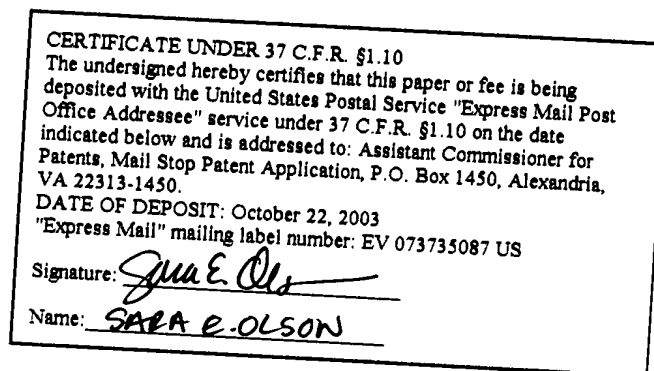 CERTIFICATE UNDER 37 C.F.R. §1.10
The undersigned hereby certifies that this paper or fee is being
deposited with the United States Postal Service "Express Mail Post
Office Addressee" service under 37 C.F.R. §1.10 on the date
indicated below and is addressed to: Assistant Commissioner for
Patents, Mail Stop Patent Application, P.O. Box 1450, Alexandria,
VA 22313-1450.
DATE OF DEPOSIT: October 22, 2003
"Express Mail" mailing label number: EV 073735087 US
Signature: Sara E. Ols
Name: SARA E. OLSON